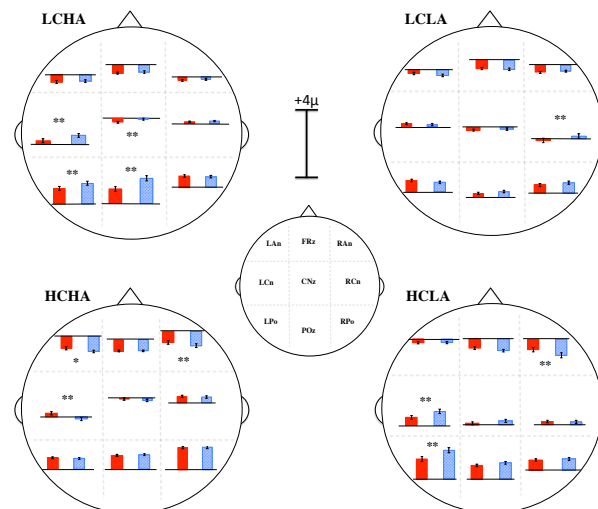 LCHA
LCLA
**
**
**
**
+4μ
**
LAn FRz RAn
LCn CNz RCn
LPo POz RPo
HCHA
HCLA
*
**
**
**
**
**